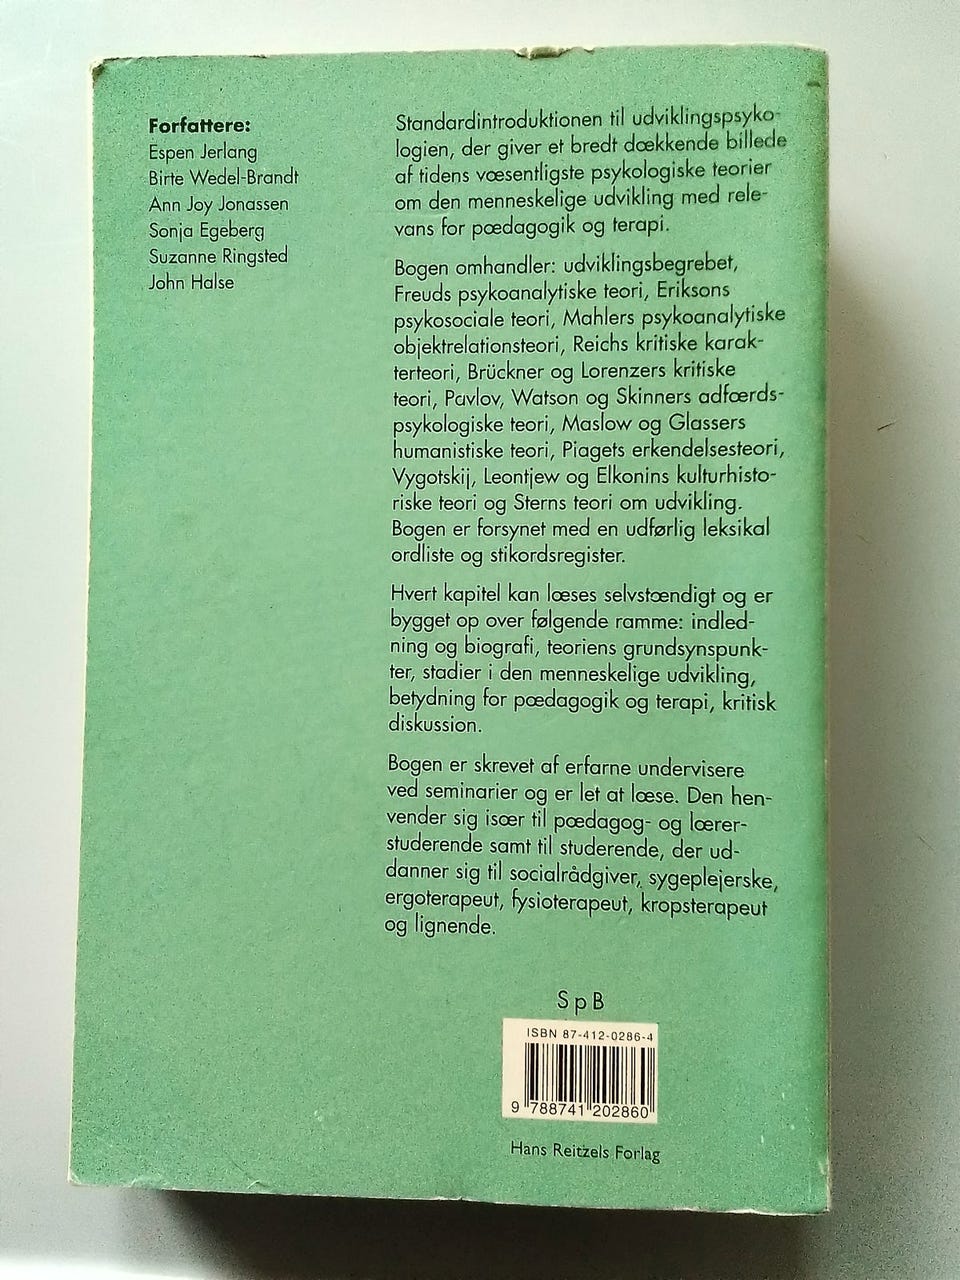 Forfattere:
Espen Jerlang
Birte Wedel-Brandt
Ann Joy Jonassen
Sonja Egeberg
Suzanne Ringsted
John Halse
Standardintroduktionen til udviklingspsyko-
logien, der giver et bredt dækkende billede
af tidens væsentligste psykologiske teorier
om den menneskelige udvikling med rele-
vans for pædagogik og terapi.
Bogen omhandler: udviklingsbegrebet,
Freuds psykoanalytiske teori, Eriksons
psykosociale teori, Mahlers psykoanalytiske
objektrelationsteori, Reichs kritiske karak-
terteori, Brückner og Lorenzers kritiske
teori, Pavlov, Watson og Skinners adfærds-
psykologiske teori, Maslow og Glassers
humanistiske teori, Piagets erkendelsesteori,
Vygotskij, Leontjew og Elkonins kulturhisto-
riske teori og Sterns teori om udvikling.
Bogen er forsynet med en udførlig leksikal
ordliste og stikordsregister.
Hvert kapitel kan læses selvstændigt og er
bygget op over følgende ramme: indled-
ning og biografi, teoriens grundsynspunk-
ter, stadier i den menneskelige udvikling,
betydning for pædagogik og terapi, kritisk
diskussion.
Bogen er skrevet af erfarne undervisere
ved seminarier og er let at læse. Den hen-
vender sig især til pædagog- og lærer-
studerende samt til studerende, der ud-
danner sig til socialrådgiver, sygeplejerske,
ergoterapeut, fysioterapeut, kropsterapeut
og lignende.
S p B
ISBN 87-412-0286-4
9 788741 202860
Hans Reitzels Forlag